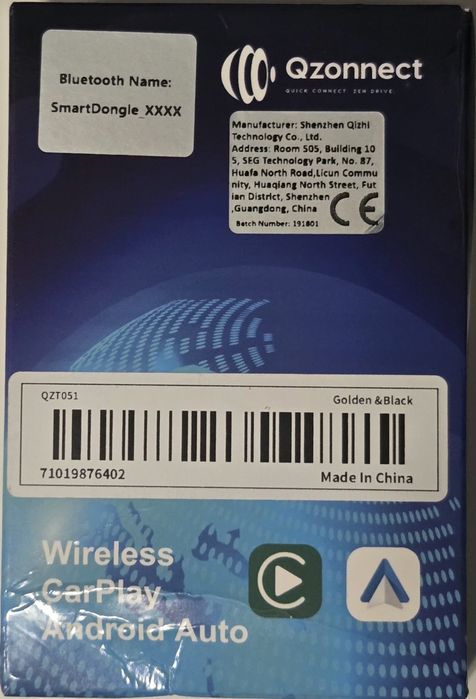 Bluetooth Name:
SmartDongle_XXXX
Qzonnect
QUICK CONNECT. ZEN DRIVE.
Manufacturer: Shenzhen Qizhi
Technology Co., Ltd.
Address: Room 505, Building 10
5, SEG Technology Park, No. 87,
Huafa North Road,Licun Commu
nity, Huaqiang North Street, Fut
ian District, Shenzhen
,Guangdong, China
CE
Batch Number: 191801
QZT051
Golden &Black
71019876402
Made In China
Wireless
CarPlay
Android Auto